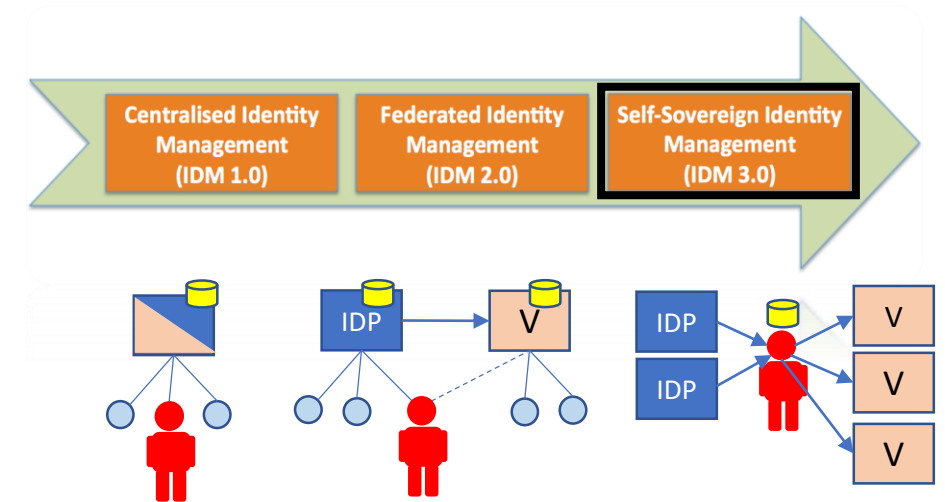 Centralised Identity
Management
(IDM 1.0)
Federated Identity
Management
(IDM 2.0)
Self-Sovereign Identity
Management
(IDM 3.0)
IDP
V
IDP
IDP
V
V
V